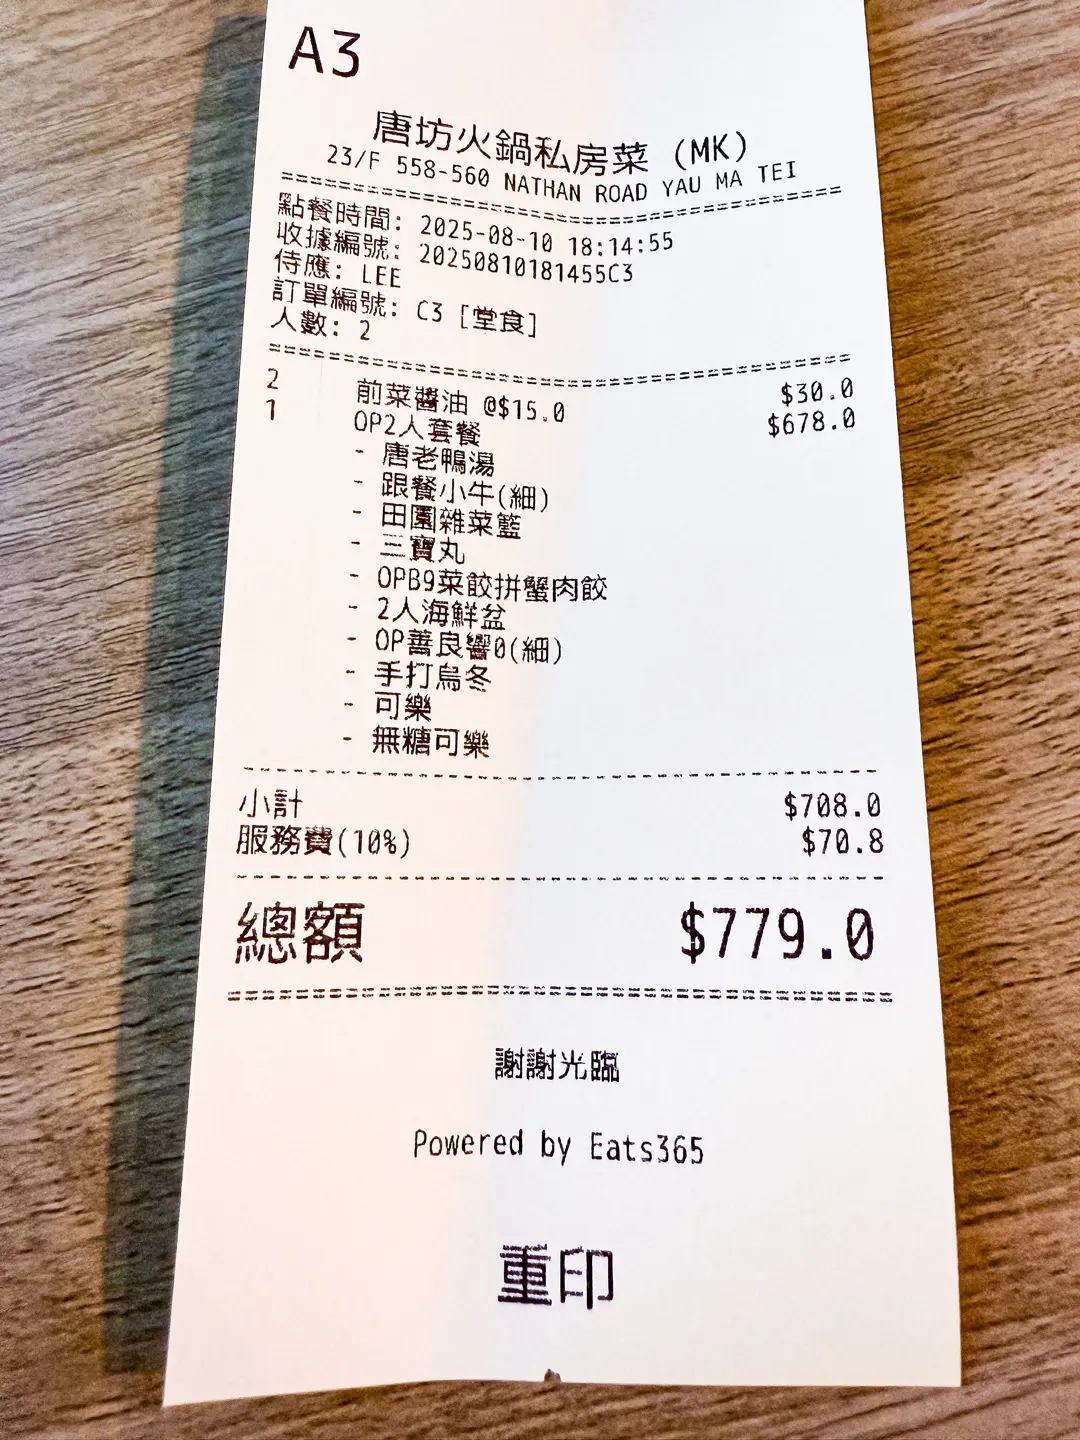 A3
唐坊火鍋私房菜 (MK)
23/F 558-560 NATHAN ROAD YAU MA TEI
點餐時間: 2025-08-10 18:14:55
收據編號: 20250810181455C3
侍應: LEE
訂單編號: C3 [堂食]
人數: 2
2 前菜醬油 @$15.0 $30.0
1 OP2人套餐 $678.0
- 唐老鴨湯
- 跟餐小牛(細)
- 田園雜菜籃
- 三寶丸
- OPB9菜餃拼蟹肉餃
- 2人海鮮盆
- OP善良響0(細)
- 手打烏冬
- 可樂
- 無糖可樂
小計 $708.0
服務費(10%) $70.8
總額 $779.0
謝謝光臨
Powered by Eats365
重印